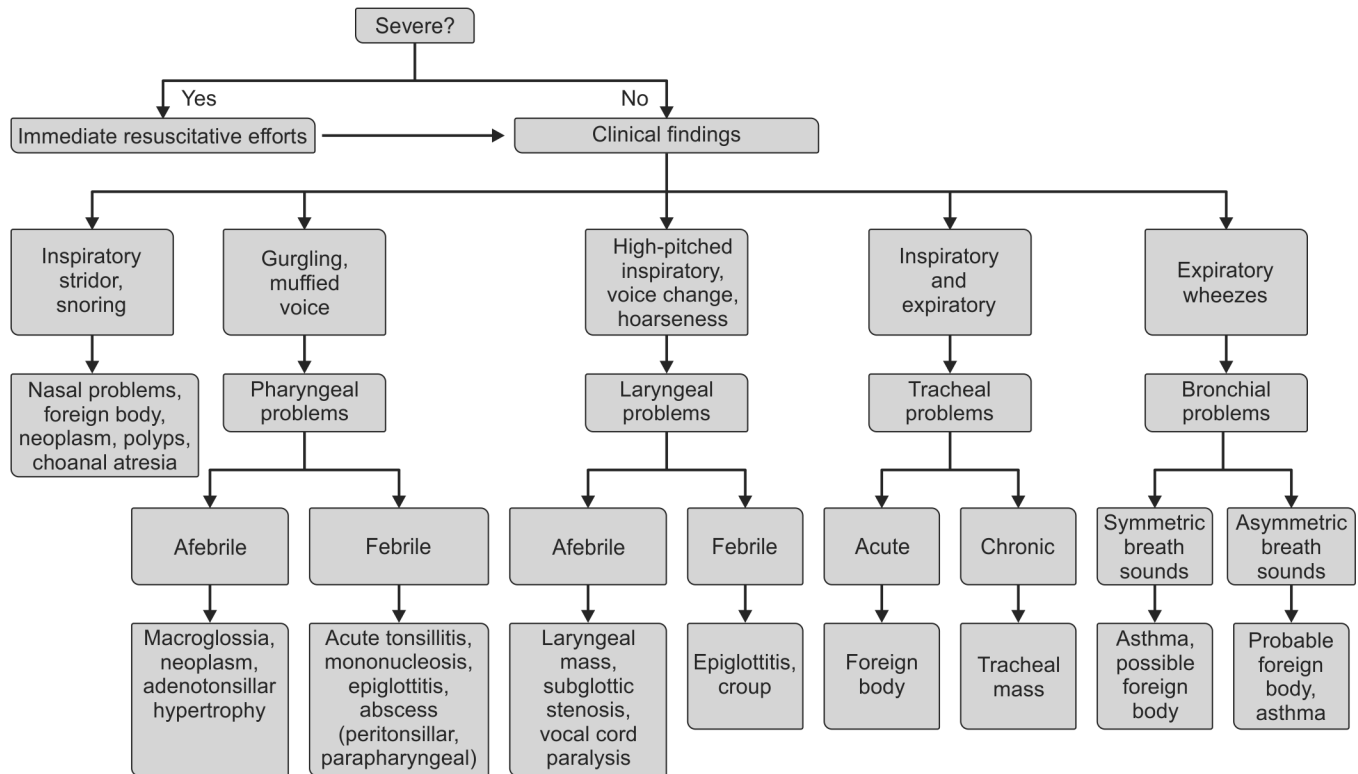 Severe?
Yes
No
Immediate resuscitative efforts
Clinical findings
Inspiratory
stridor,
snoring
Gurgling,
muffied
voice
High-pitched
inspiratory,
voice change,
hoarseness
Inspiratory
and
expiratory
Expiratory
wheezes
Nasal problems,
foreign body,
neoplasm, polyps,
choanal atresia
Pharyngeal
problems
Laryngeal
problems
Tracheal
problems
Bronchial
problems
Afebrile
Febrile
Afebrile
Febrile
Acute
Chronic
Symmetric
breath
sounds
Asymmetric
breath
sounds
Macroglossia,
neoplasm,
adenotonsillar
hypertrophy
Acute tonsillitis,
mononucleosis,
epiglottitis,
abscess
(peritonsillar,
parapharyngeal)
Laryngeal
mass,
subglottic
stenosis,
vocal cord
paralysis
Epiglottitis,
croup
Foreign
body
Tracheal
mass
Asthma,
possible
foreign
body
Probable
foreign
body,
asthma